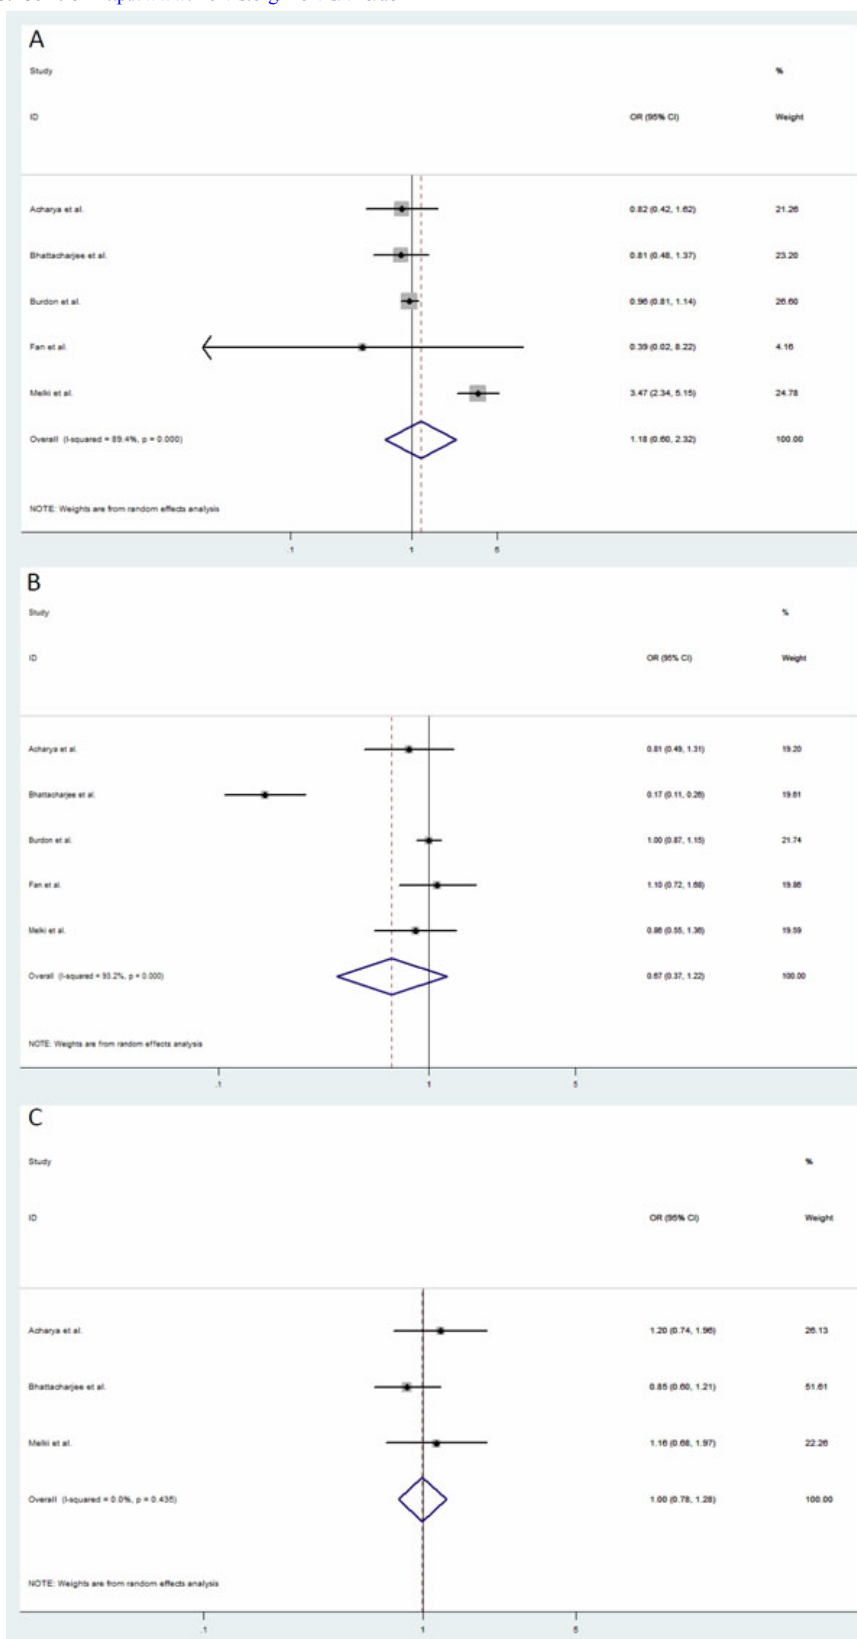 A
Study %
ID OR (95% CI) Weight
Acharya et al. 0.82 (0.42, 1.62) 21.26
Bhattacharjee et al. 0.81 (0.48, 1.37) 23.20
Burdon et al. 0.96 (0.81, 1.14) 26.60
Fan et al. 0.39 (0.02, 8.22) 4.16
Melki et al. 3.47 (2.34, 5.15) 24.78
Overall (I-squared = 89.4%, p = 0.000) 1.18 (0.60, 2.32) 100.00
NOTE: Weights are from random effects analysis
.1 1 5
B
Study %
ID OR (95% CI) Weight
Acharya et al. 0.81 (0.49, 1.31) 19.20
Bhattacharjee et al. 0.17 (0.11, 0.26) 19.61
Burdon et al. 1.00 (0.87, 1.15) 21.74
Fan et al. 1.10 (0.72, 1.68) 19.86
Melki et al. 0.86 (0.55, 1.36) 19.59
Overall (I-squared = 93.2%, p = 0.000) 0.67 (0.37, 1.22) 100.00
NOTE: Weights are from random effects analysis
.1 1 5
C
Study %
ID OR (95% CI) Weight
Acharya et al. 1.20 (0.74, 1.96) 26.13
Bhattacharjee et al. 0.85 (0.60, 1.21) 51.61
Melki et al. 1.16 (0.68, 1.97) 22.26
Overall (I-squared = 0.0%, p = 0.435) 1.00 (0.78, 1.28) 100.00
NOTE: Weights are from random effects analysis
.1 1 5